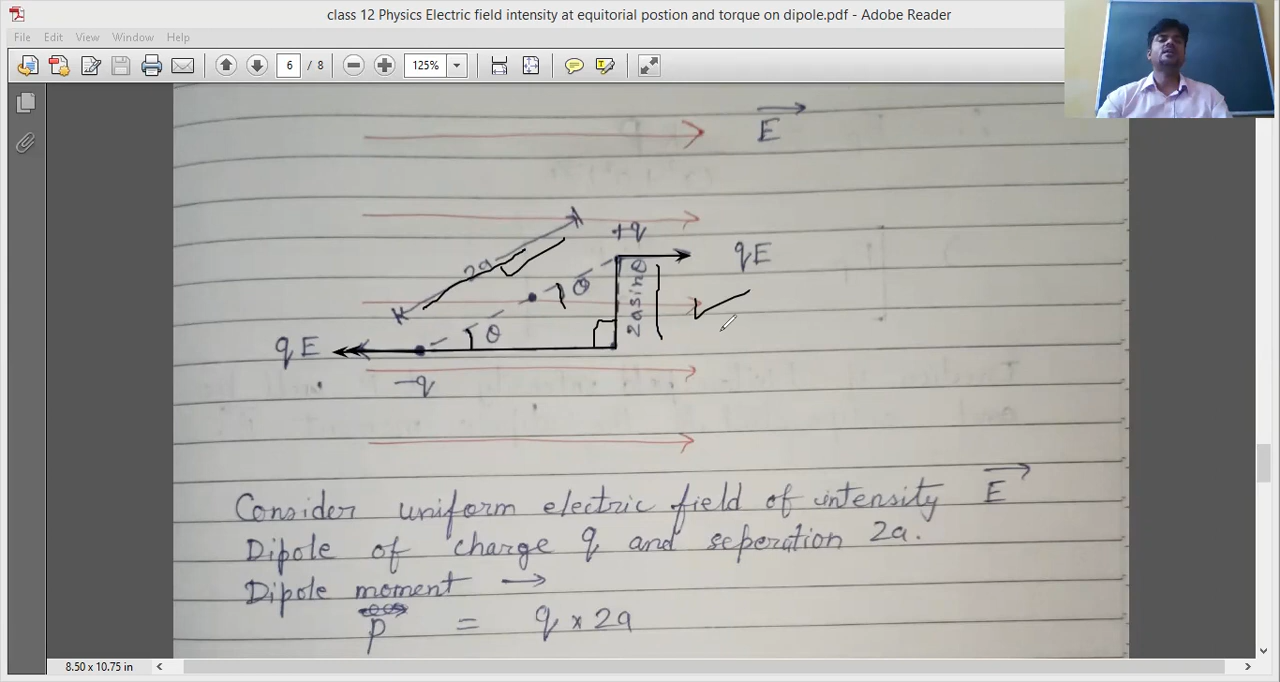 class 12 Physics Electric field intensity at equitorial postion and torque on dipole.pdf - Adobe Reader
File Edit View Window Help
6 / 8 125%
E
+q
qE
2a
θ
2asinθ
qE
θ
-q
Consider uniform electric field of intensity E
Dipole of charge q and seperation 2a.
Dipole moment →
p = q × 2a
8.50 x 10.75 in